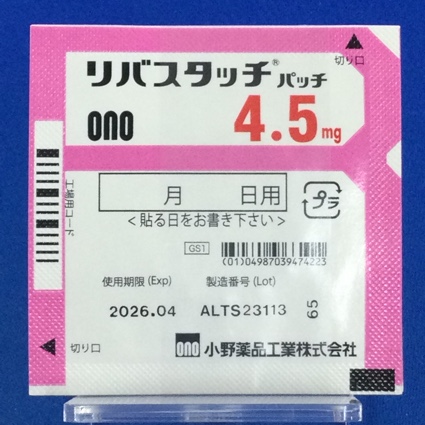 切り口
リバスタッチ®パッチ
ono
4.5mg
工場用コード
月 日用
<貼る日をお書き下さい>
プラ
GS1
(01)04987039474223
使用期限(Exp) 製造番号(Lot)
2026.04 ALTS23113
65
切り口
ono 小野薬品工業株式会社